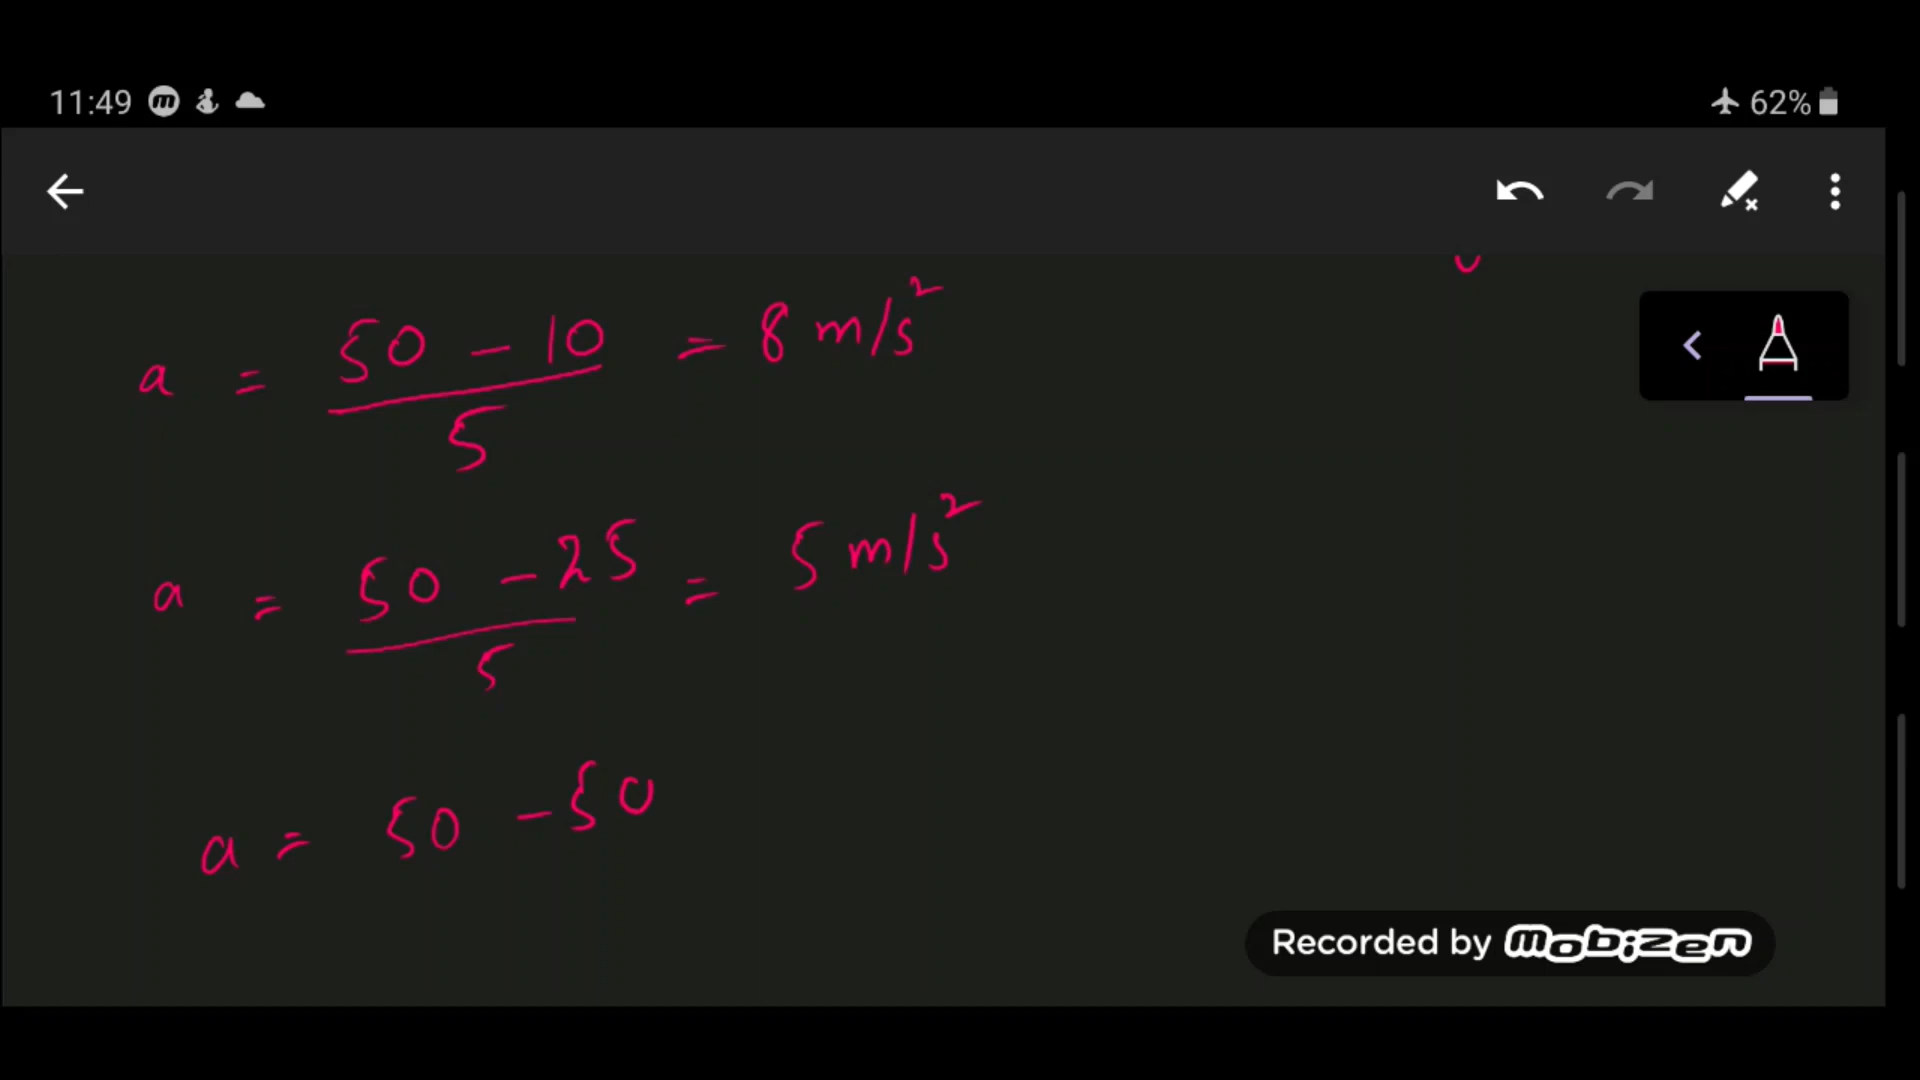 11:49 62%
a = 50 - 10 / 5 = 8 m/s²
a = 50 - 25 / 5 = 5 m/s²
a = 50 - 50
Recorded by mobizen